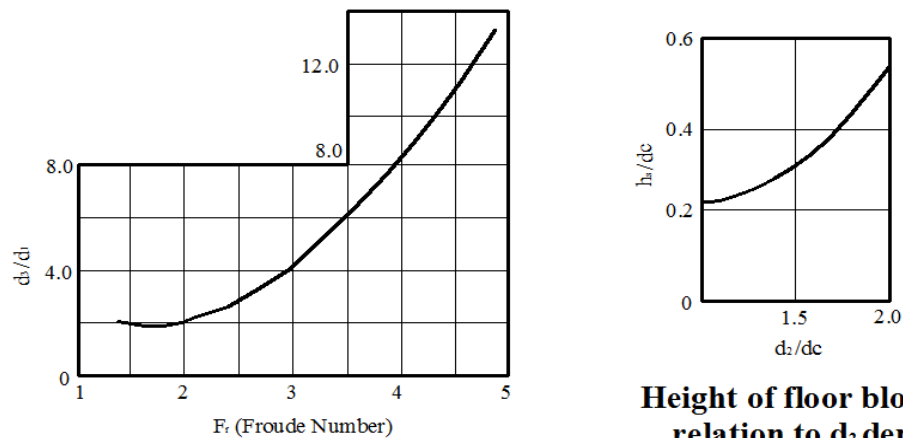 12.0
8.0
8.0
4.0
0
1
2
3
4
5
d₃/d₁
Fᵣ (Froude Number)
0.6
0.4
0.2
0
1.5
2.0
hₛ/dc
d₂/dc
Height of floor blo
relation to d₂ de